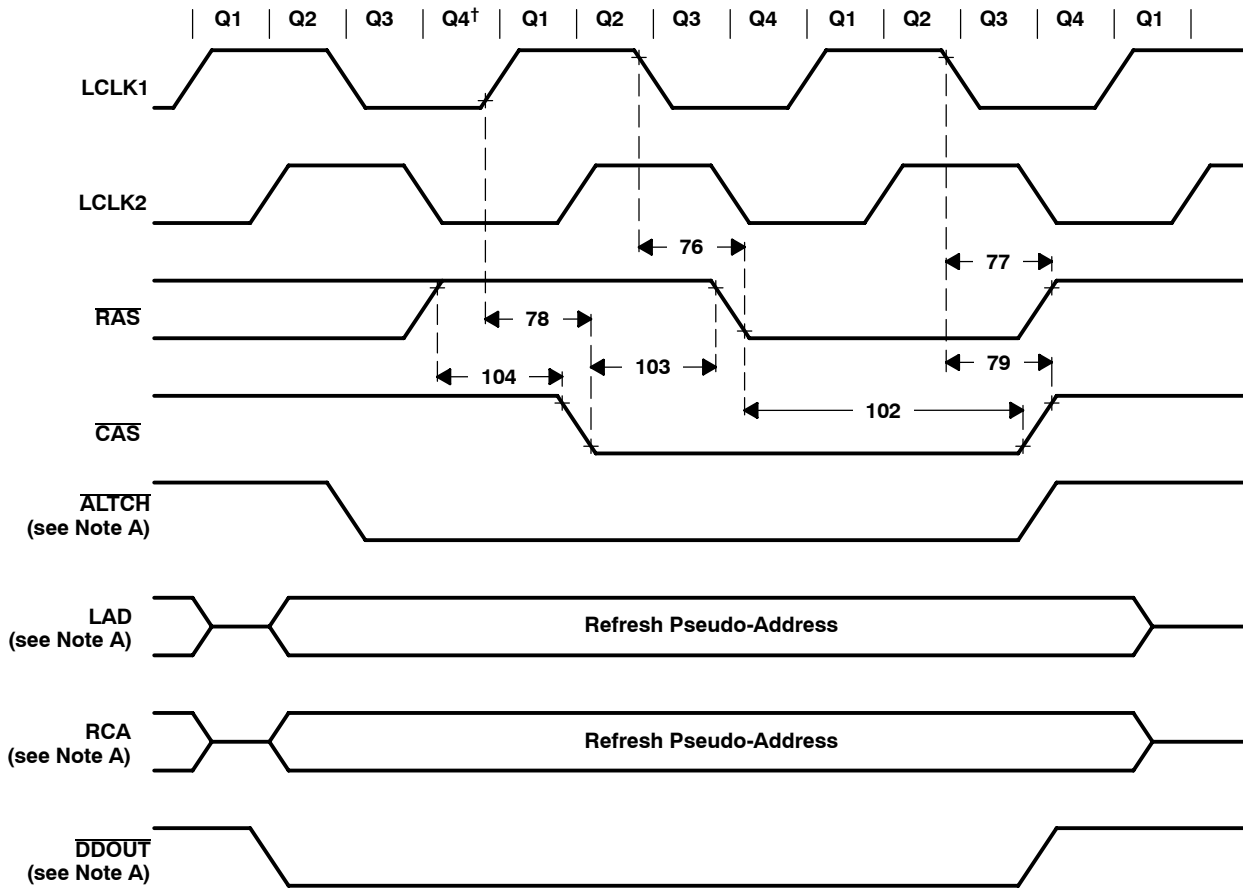 Q1 Q2 Q3 Q4† Q1 Q2 Q3 Q4 Q1 Q2 Q3 Q4 Q1
LCLK1
LCLK2
76
77
RAS
78
103
79
104
102
CAS
ALTCH
(see Note A)
LAD
(see Note A)
Refresh Pseudo-Address
RCA
(see Note A)
Refresh Pseudo-Address
DDOUT
(see Note A)